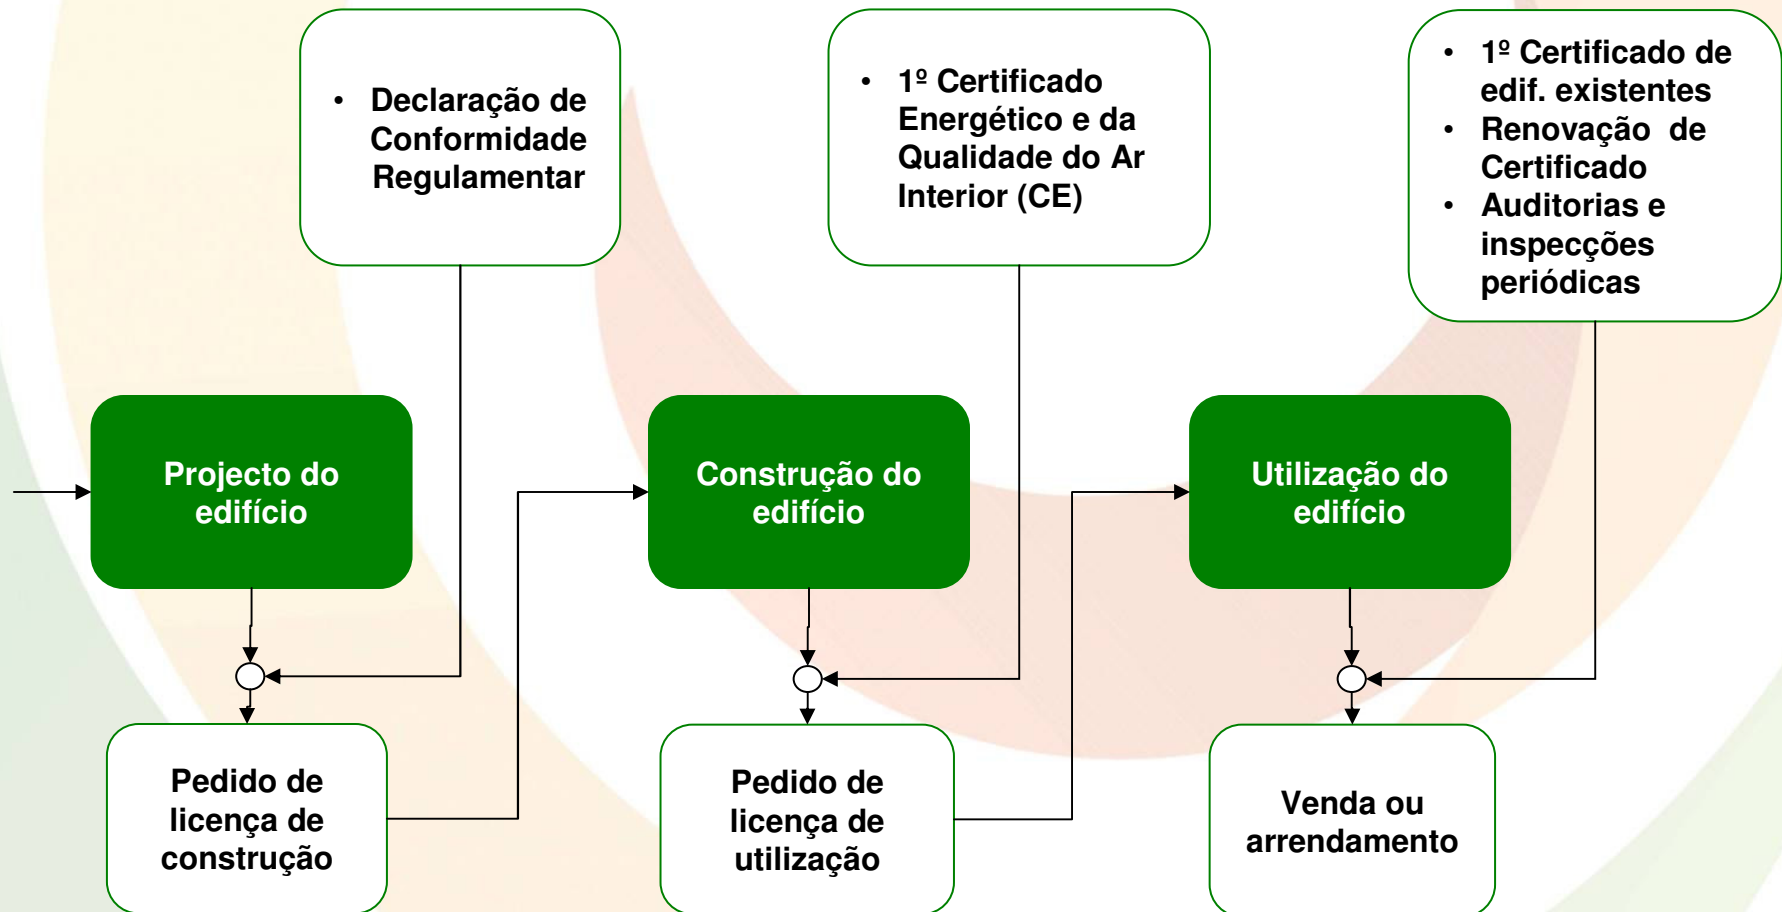 • Declaração de
Conformidade
Regulamentar
• 1º Certificado
Energético e da
Qualidade do Ar
Interior (CE)
• 1º Certificado de
edif. existentes
• Renovação de
Certificado
• Auditorias e
inspecções
periódicas
Projecto do
edifício
Construção do
edifício
Utilização do
edifício
Pedido de
licença de
construção
Pedido de
licença de
utilização
Venda ou
arrendamento